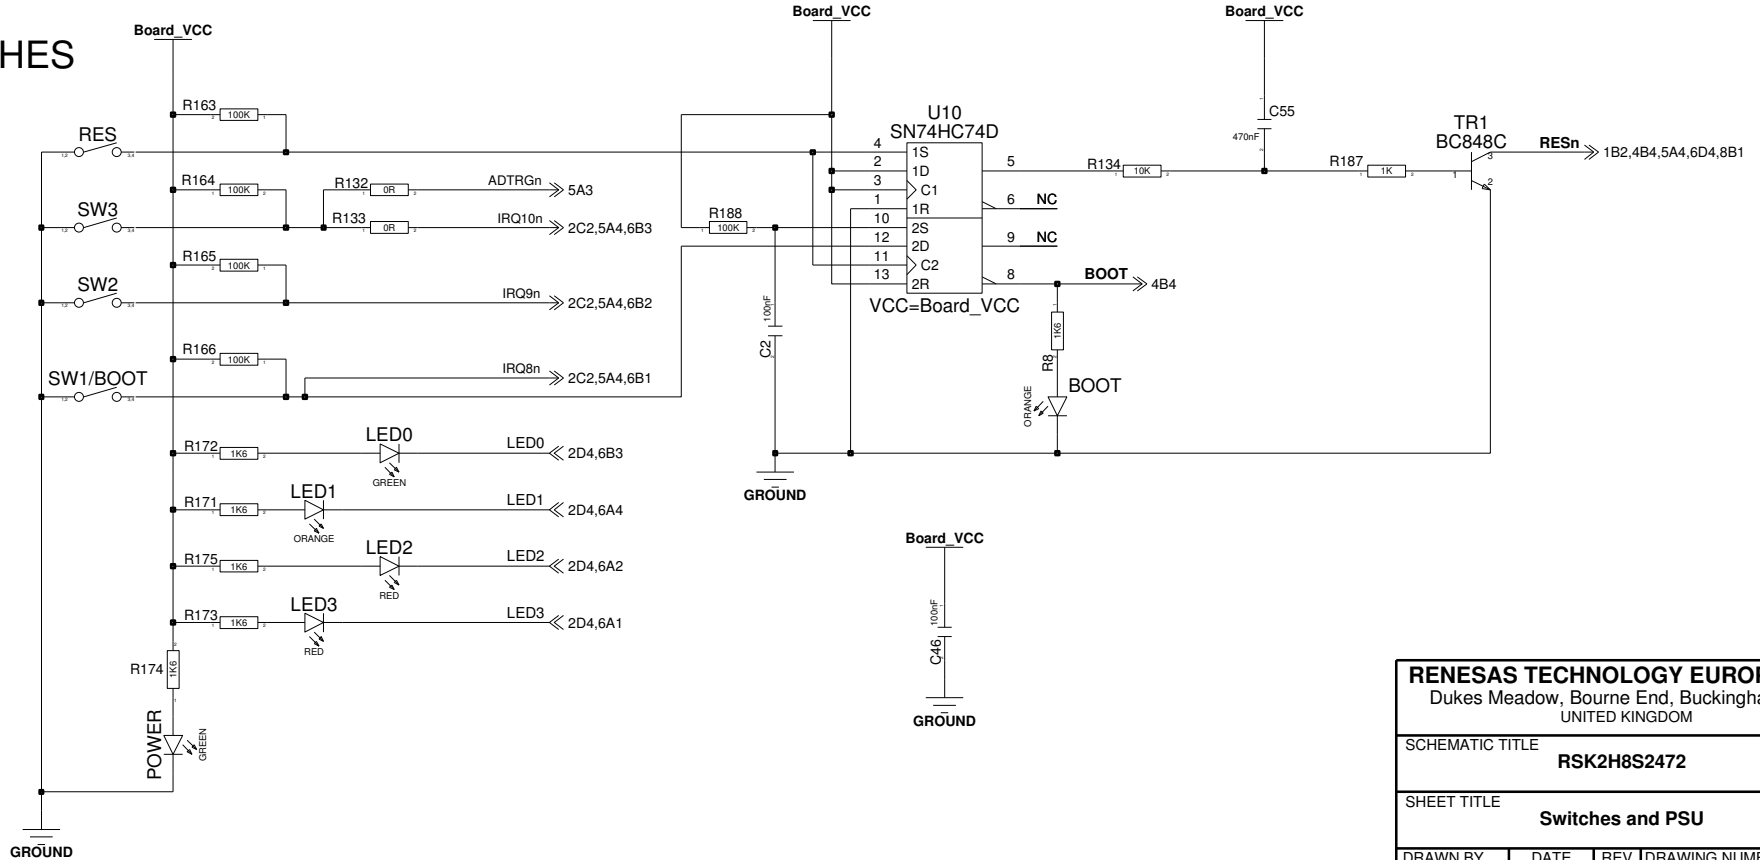 HES
Board_VCC
Board_VCC
Board_VCC
R163
100K
RES
R164
100K
R132
0R
ADTRGn
5A3
SW3
R133
0R
IRQ10n
2C2,5A4,6B3
R165
100K
SW2
IRQ9n
2C2,5A4,6B2
R166
100K
SW1/BOOT
IRQ8n
2C2,5A4,6B1
R172
1K6
LED0
GREEN
LED0
2D4,6B3
R171
1K6
LED1
ORANGE
LED1
2D4,6A4
R175
1K6
LED2
RED
LED2
2D4,6A2
R173
1K6
LED3
RED
LED3
2D4,6A1
R174
1K6
POWER
GREEN
GROUND
R188
100K
100nF
C2
GROUND
U10
SN74HC74D
4
1S
2
1D
3
C1
1
1R
10
2S
12
2D
11
C2
13
2R
5
6
NC
9
NC
8
VCC=Board_VCC
BOOT
4B4
1K6
R8
BOOT
ORANGE
R134
10K
C55
470nF
R187
1K
TR1
BC848C
1
3
2
RESn
1B2,4B4,5A4,6D4,8B1
Board_VCC
100nF
C46
GROUND
RENESAS TECHNOLOGY EUROP
Dukes Meadow, Bourne End, Buckingha
UNITED KINGDOM
SCHEMATIC TITLE
RSK2H8S2472
SHEET TITLE
Switches and PSU
DRAWN BY
DATE
REV
DRAWING NUM